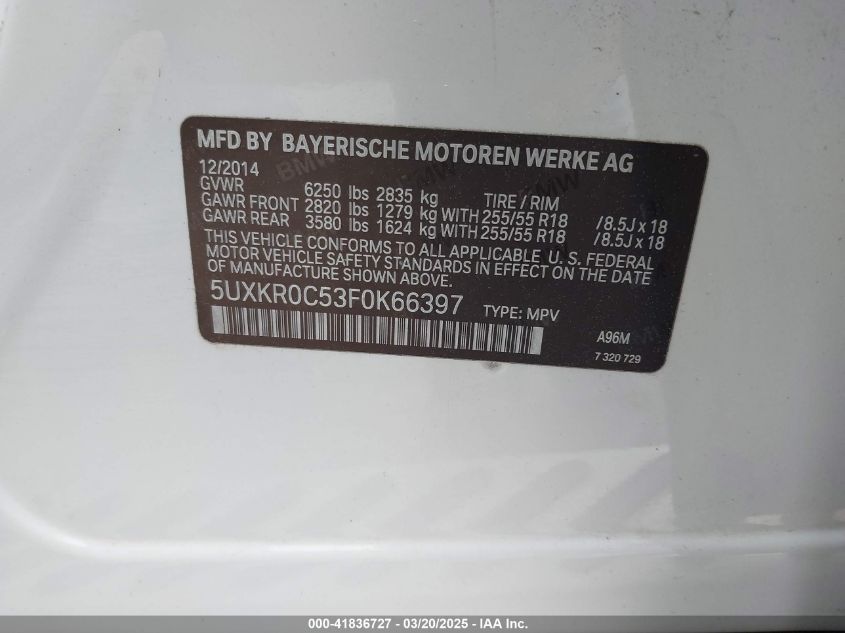 MFD BY BAYERISCHE MOTOREN WERKE AG
12/2014
GVWR 6250 lbs 2835 kg TIRE / RIM
GAWR FRONT 2820 lbs 1279 kg WITH 255/55 R18 /8.5J x 18
GAWR REAR 3580 lbs 1624 kg WITH 255/55 R18 /8.5J x 18
THIS VEHICLE CONFORMS TO ALL APPLICABLE U. S. FEDERAL
MOTOR VEHICLE SAFETY STANDARDS IN EFFECT ON THE DATE
OF MANUFACTURE SHOWN ABOVE.
5UXKR0C53F0K66397 TYPE: MPV
A96M
7 320 729
000-41836727 - 03/20/2025 - IAA Inc.